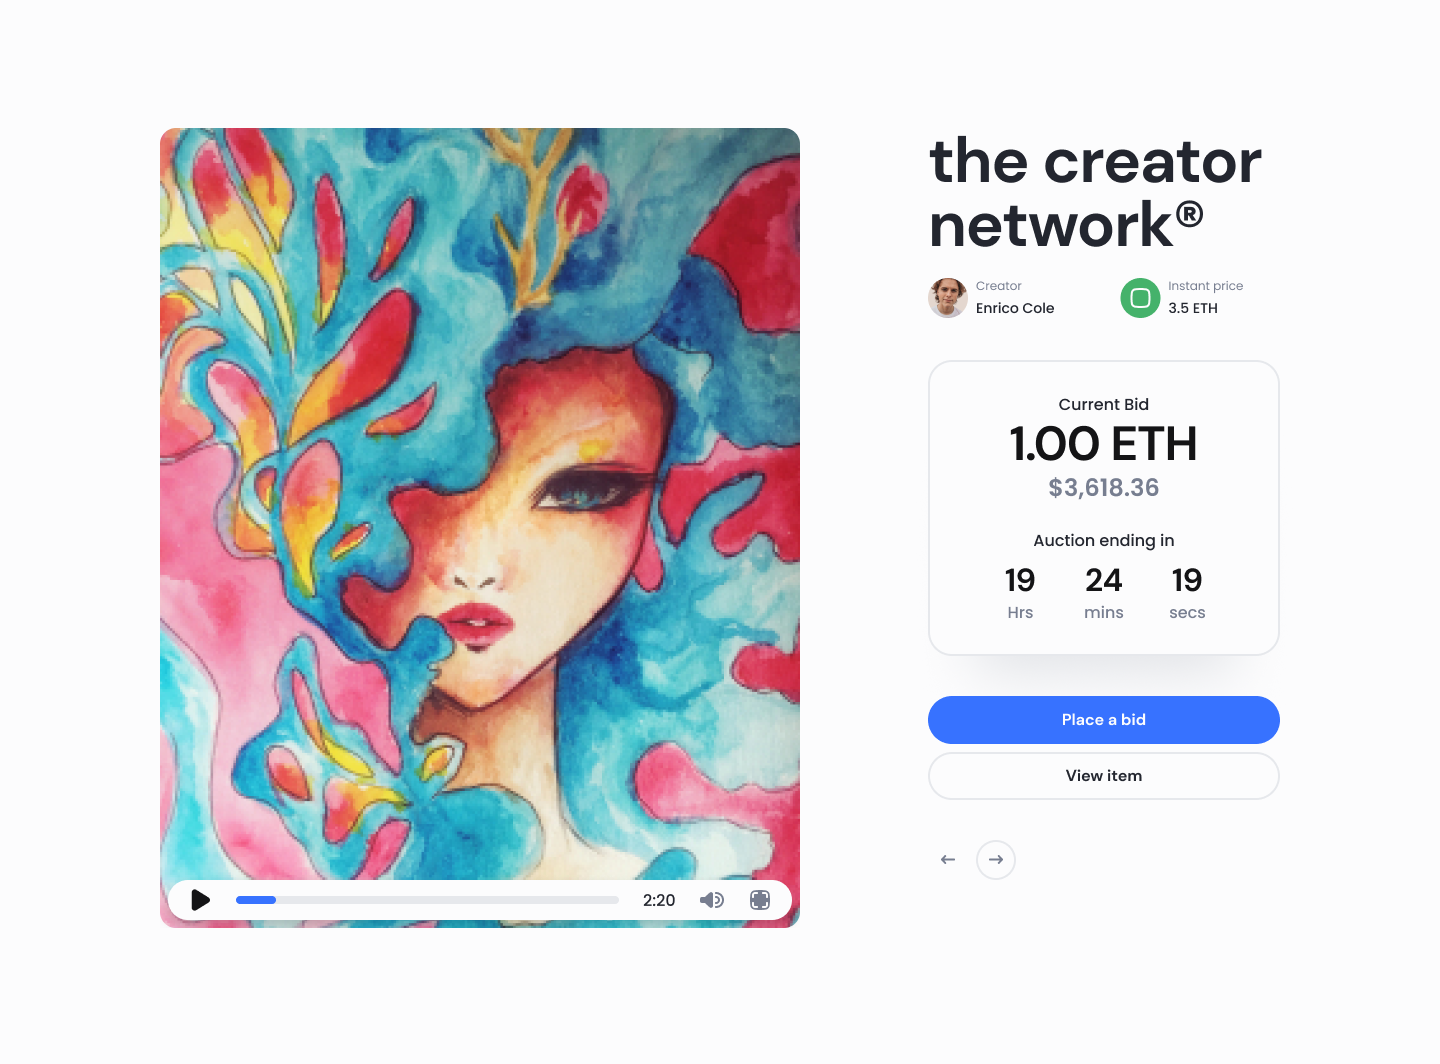 the creator
network®
Creator
Enrico Cole
Instant price
3.5 ETH
Current Bid
1.00 ETH
$3,618.36
Auction ending in
19 24 19
Hrs mins secs
Place a bid
View item
2:20